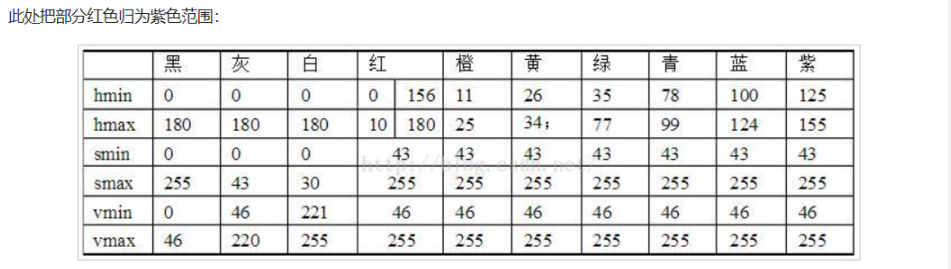 此处把部分红色归为紫色范围：
黑 灰 白 红 橙 黄 绿 青 蓝 紫
hmin 0 0 0 0 156 11 26 35 78 100 125
hmax 180 180 180 10 180 25 34; 77 99 124 155
smin 0 0 0 43 43 43 43 43 43 43
smax 255 43 30 255 255 255 255 255 255 255
vmin 0 46 221 46 46 46 46 46 46 46
vmax 46 220 255 255 255 255 255 255 255 255
http://blog.csdn.net/